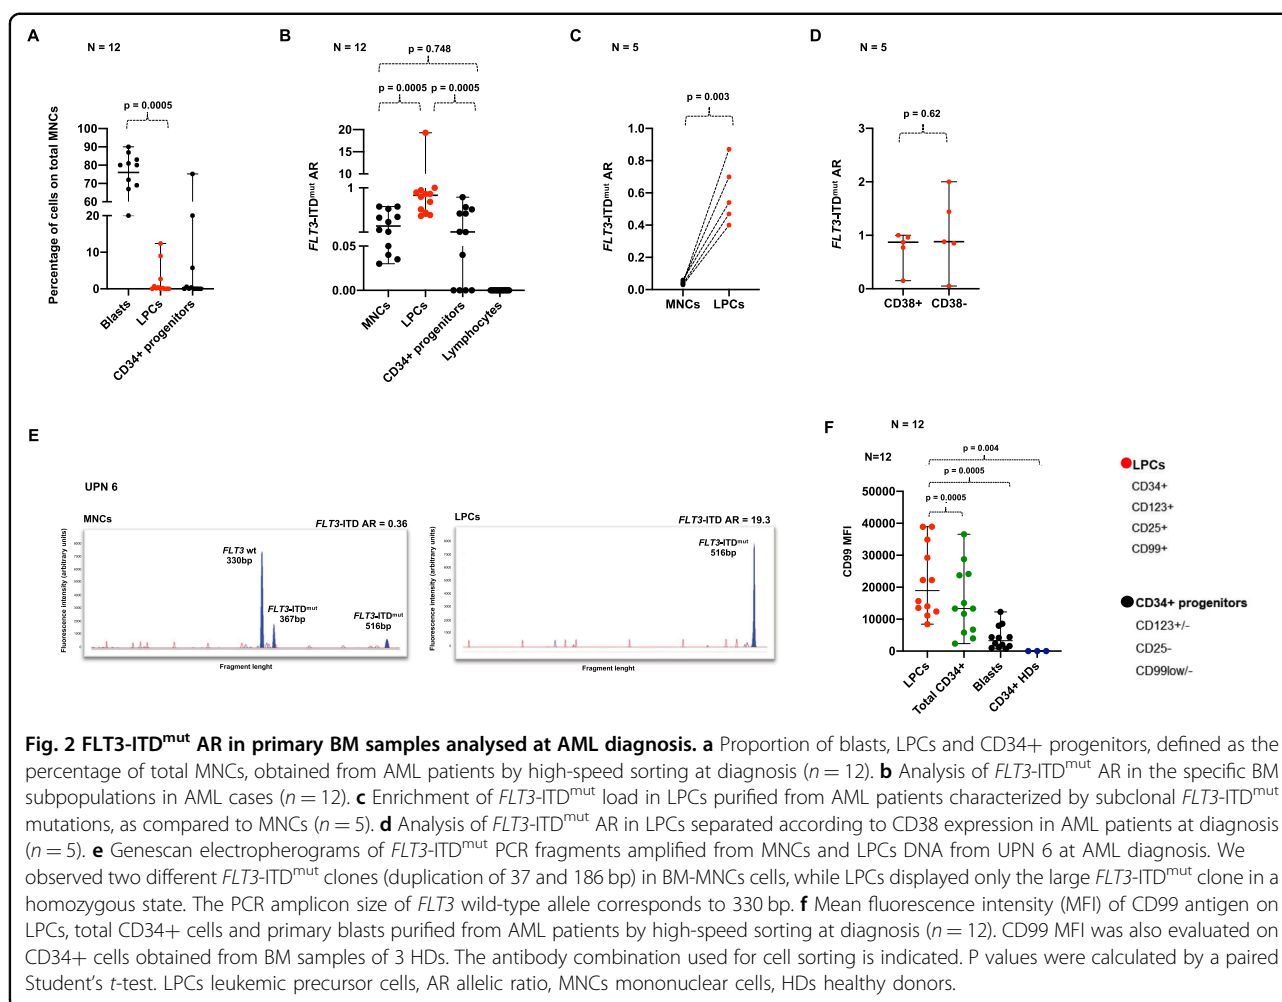 A
N = 12
p = 0.0005
Percentage of cells on total MNCs
100
90
80
70
60
20
10
0
Blasts
LPCs
CD34+ progenitors
B
N = 12
p = 0.748
p = 0.0005
p = 0.0005
FLT3-ITDmut AR
20
10
1
0.05
0.00
MNCs
LPCs
CD34+ progenitors
Lymphocytes
C
N = 5
p = 0.003
FLT3-ITDmut AR
1.0
0.8
0.6
0.4
0.2
0.0
MNCs
LPCs
D
N = 5
p = 0.62
FLT3-ITDmut AR
3
2
1
0
CD38+
CD38-
E
UPN 6
MNCs
FLT3-ITD AR = 0.36
Fluorescence intensity (arbitrary units)
FLT3 wt
330bp
FLT3-ITDmut
367bp
FLT3-ITDmut
516bp
Fragment lenght
LPCs
FLT3-ITD AR = 19.3
Fluorescence intensity (arbitrary units)
FLT3-ITDmut
516bp
Fragment lenght
F
N = 12
N=12
p = 0.004
p = 0.0005
p = 0.0005
CD99 MFI
50000
40000
30000
20000
10000
0
LPCs
Total CD34+
Blasts
CD34+ HDs
LPCs
CD34+
CD123+
CD25+
CD99+
CD34+ progenitors
CD123+/-
CD25-
CD99low/-
Fig. 2 FLT3-ITDmut AR in primary BM samples analysed at AML diagnosis. a Proportion of blasts, LPCs and CD34+ progenitors, defined as the
percentage of total MNCs, obtained from AML patients by high-speed sorting at diagnosis (n = 12). b Analysis of FLT3-ITDmut AR in the specific BM
subpopulations in AML cases (n = 12). c Enrichment of FLT3-ITDmut load in LPCs purified from AML patients characterized by subclonal FLT3-ITDmut
mutations, as compared to MNCs (n = 5). d Analysis of FLT3-ITDmut AR in LPCs separated according to CD38 expression in AML patients at diagnosis
(n = 5). e Genescan electropherograms of FLT3-ITDmut PCR fragments amplified from MNCs and LPCs DNA from UPN 6 at AML diagnosis. We
observed two different FLT3-ITDmut clones (duplication of 37 and 186 bp) in BM-MNCs cells, while LPCs displayed only the large FLT3-ITDmut clone in a
homozygous state. The PCR amplicon size of FLT3 wild-type allele corresponds to 330 bp. f Mean fluorescence intensity (MFI) of CD99 antigen on
LPCs, total CD34+ cells and primary blasts purified from AML patients by high-speed sorting at diagnosis (n = 12). CD99 MFI was also evaluated on
CD34+ cells obtained from BM samples of 3 HDs. The antibody combination used for cell sorting is indicated. P values were calculated by a paired
Student's t-test. LPCs leukemic precursor cells, AR allelic ratio, MNCs mononuclear cells, HDs healthy donors.